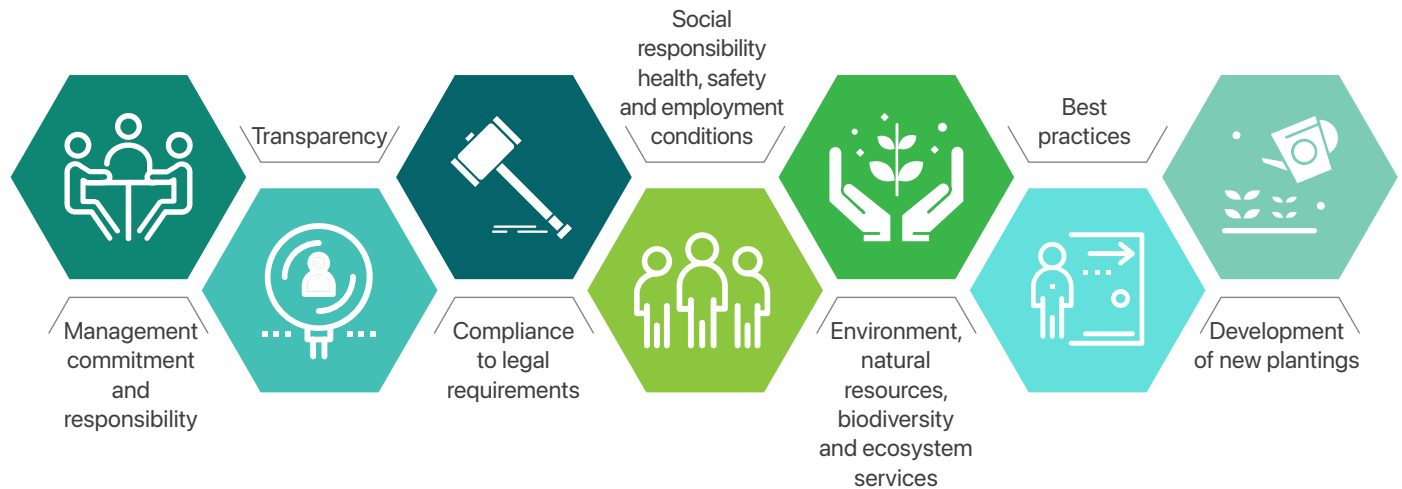 Management
commitment
and
responsibility
Transparency
Compliance
to legal
requirements
Social
responsibility
health, safety
and employment
conditions
Environment,
natural
resources,
biodiversity
and ecosystem
services
Best
practices
Development
of new plantings